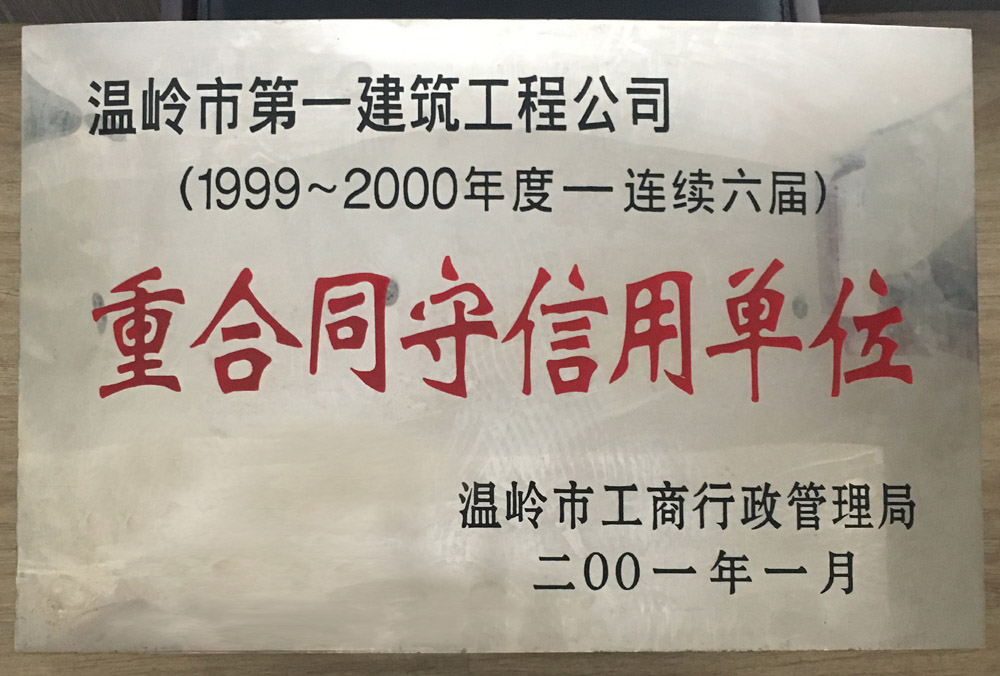 温岭市第一建筑工程公司
(1999~2000年度一连续六届)
重合同守信用单位
温岭市工商行政管理局
二00一年一月